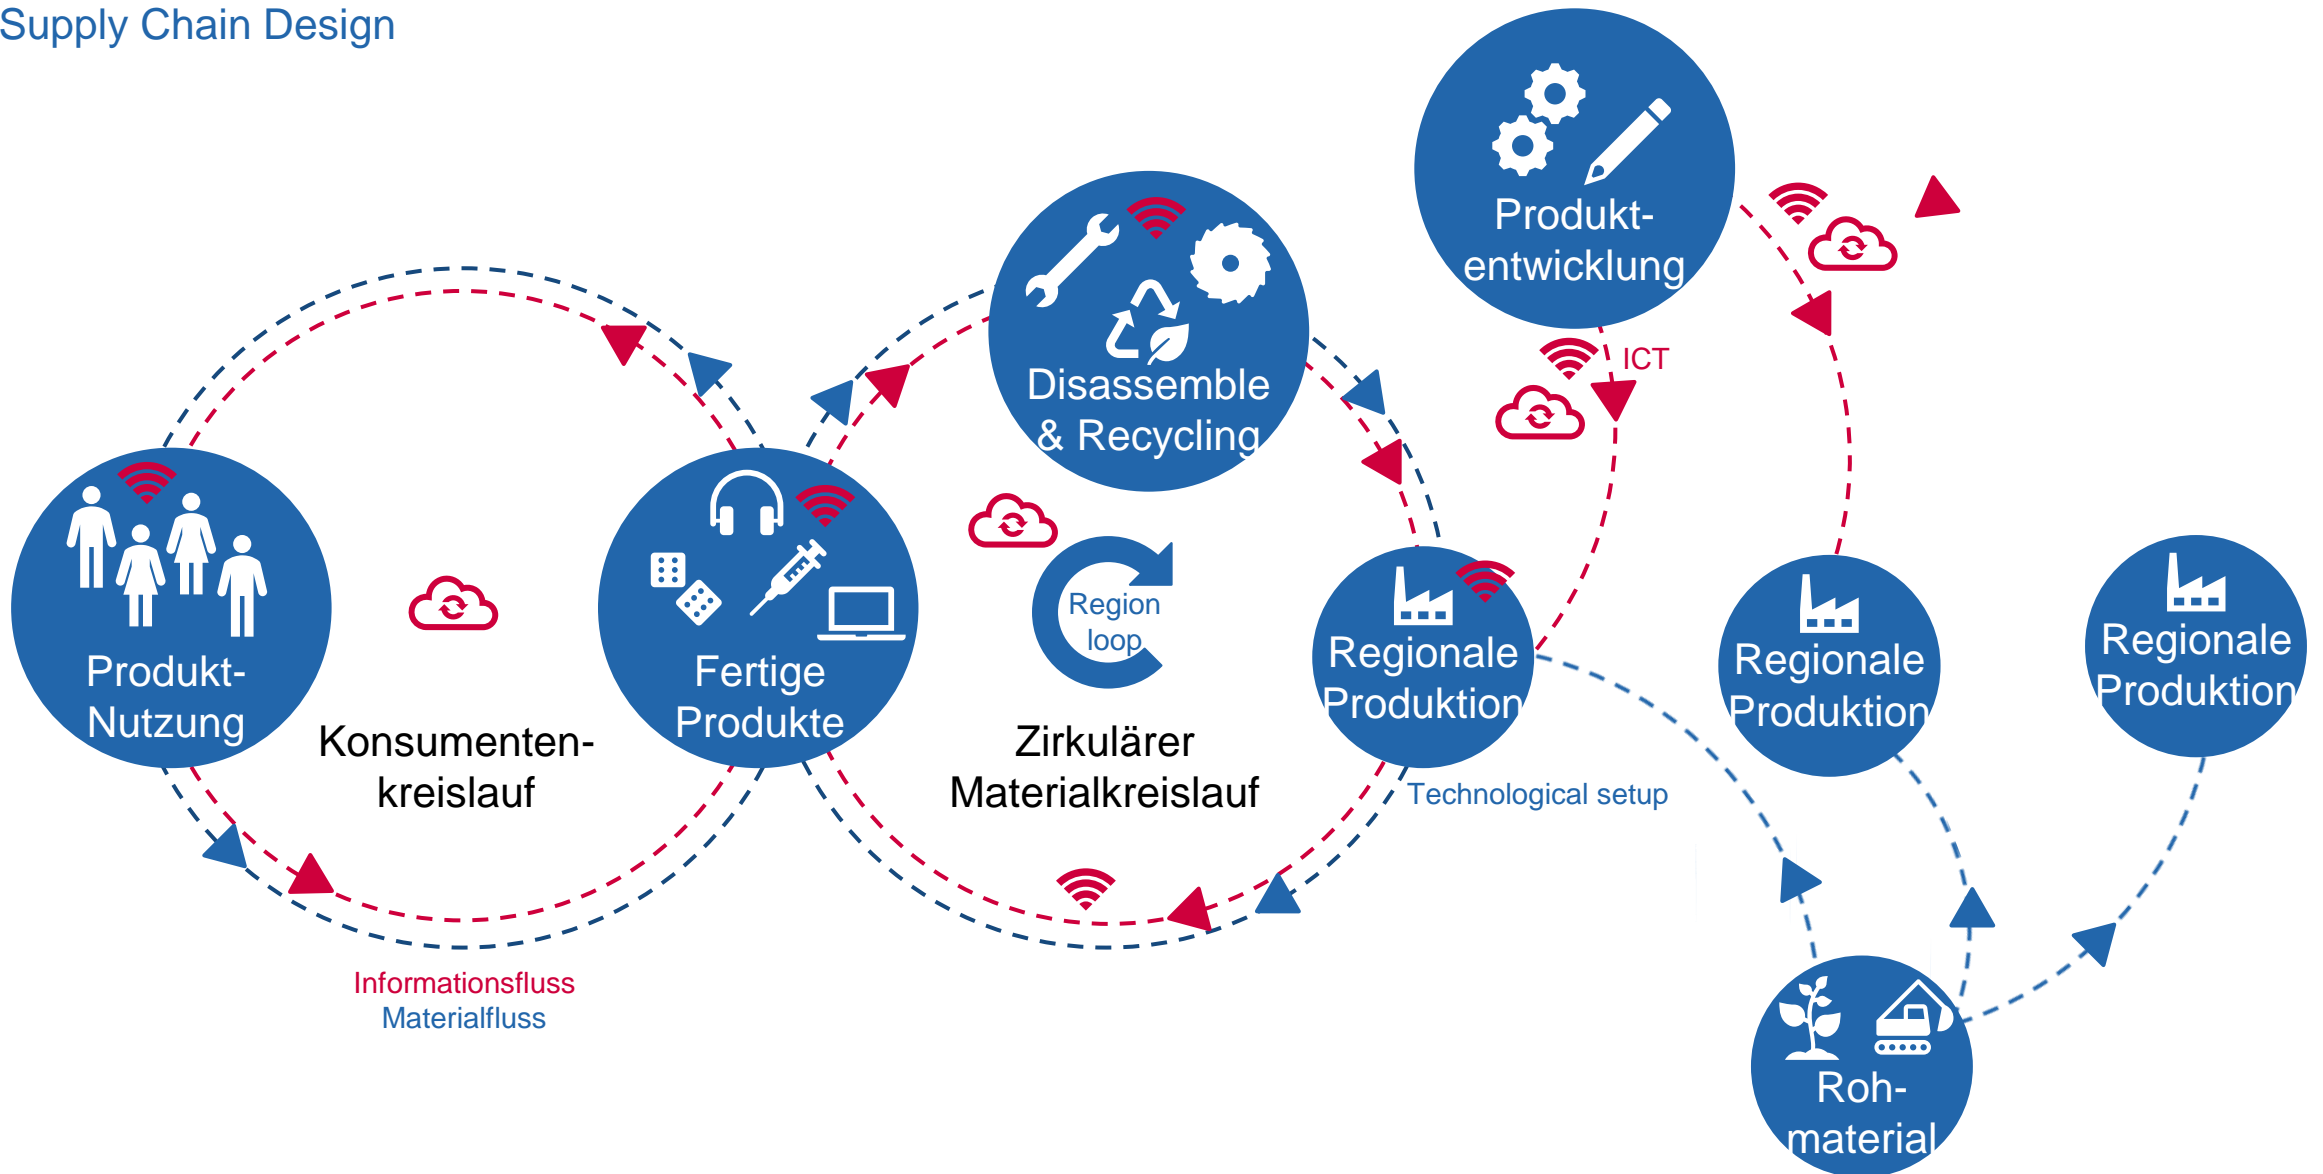 Supply Chain Design
Produkt-
entwicklung
Disassemble
& Recycling
ICT
Produkt-
Nutzung
Konsumenten-
kreislauf
Fertige
Produkte
Region
loop
Zirkulärer
Materialkreislauf
Regionale
Produktion
Technological setup
Regionale
Produktion
Regionale
Produktion
Informationsfluss
Materialfluss
Roh-
material